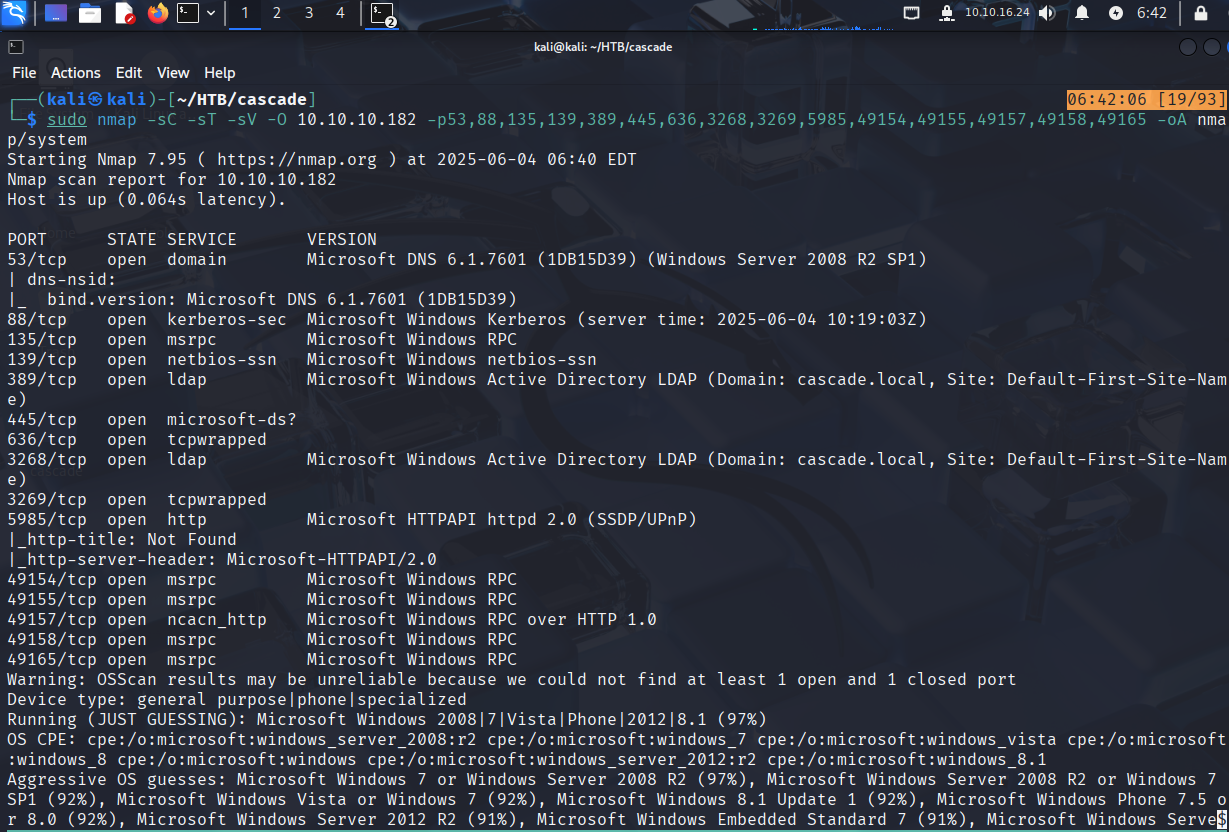 1 2 3 4 2 10.10.16.24 6:42
kali@kali: ~/HTB/cascade
File Actions Edit View Help
┌──(kali㉿kali)-[~/HTB/cascade] 06:42:06 [19/93]
└─$ sudo nmap -sC -sT -sV -O 10.10.10.182 -p53,88,135,139,389,445,636,3268,3269,5985,49154,49155,49157,49158,49165 -oA nma
p/system
Starting Nmap 7.95 ( https://nmap.org ) at 2025-06-04 06:40 EDT
Nmap scan report for 10.10.10.182
Host is up (0.064s latency).
PORT STATE SERVICE VERSION
53/tcp open domain Microsoft DNS 6.1.7601 (1DB15D39) (Windows Server 2008 R2 SP1)
| dns-nsid:
|_ bind.version: Microsoft DNS 6.1.7601 (1DB15D39)
88/tcp open kerberos-sec Microsoft Windows Kerberos (server time: 2025-06-04 10:19:03Z)
135/tcp open msrpc Microsoft Windows RPC
139/tcp open netbios-ssn Microsoft Windows netbios-ssn
389/tcp open ldap Microsoft Windows Active Directory LDAP (Domain: cascade.local, Site: Default-First-Site-Nam
e)
445/tcp open microsoft-ds?
636/tcp open tcpwrapped
3268/tcp open ldap Microsoft Windows Active Directory LDAP (Domain: cascade.local, Site: Default-First-Site-Nam
e)
3269/tcp open tcpwrapped
5985/tcp open http Microsoft HTTPAPI httpd 2.0 (SSDP/UPnP)
|_http-title: Not Found
|_http-server-header: Microsoft-HTTPAPI/2.0
49154/tcp open msrpc Microsoft Windows RPC
49155/tcp open msrpc Microsoft Windows RPC
49157/tcp open ncacn_http Microsoft Windows RPC over HTTP 1.0
49158/tcp open msrpc Microsoft Windows RPC
49165/tcp open msrpc Microsoft Windows RPC
Warning: OSScan results may be unreliable because we could not find at least 1 open and 1 closed port
Device type: general purpose|phone|specialized
Running (JUST GUESSING): Microsoft Windows 2008|7|Vista|Phone|2012|8.1 (97%)
OS CPE: cpe:/o:microsoft:windows_server_2008:r2 cpe:/o:microsoft:windows_7 cpe:/o:microsoft:windows_vista cpe:/o:microsoft
:windows_8 cpe:/o:microsoft:windows cpe:/o:microsoft:windows_server_2012:r2 cpe:/o:microsoft:windows_8.1
Aggressive OS guesses: Microsoft Windows 7 or Windows Server 2008 R2 (97%), Microsoft Windows Server 2008 R2 or Windows 7
SP1 (92%), Microsoft Windows Vista or Windows 7 (92%), Microsoft Windows 8.1 Update 1 (92%), Microsoft Windows Phone 7.5 o
r 8.0 (92%), Microsoft Windows Server 2012 R2 (91%), Microsoft Windows Embedded Standard 7 (91%), Microsoft Windows Serve$